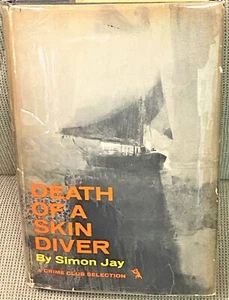 DEATH
OF A
SKIN
DIVER
By Simon Jay
A CRIME CLUB SELECTION